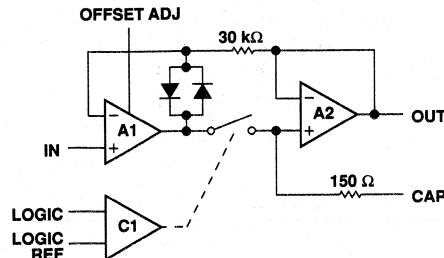 OFFSET ADJ
30 kΩ
A1
A2
IN
OUT
150 Ω
CAP
LOGIC
C1
LOGIC
REF